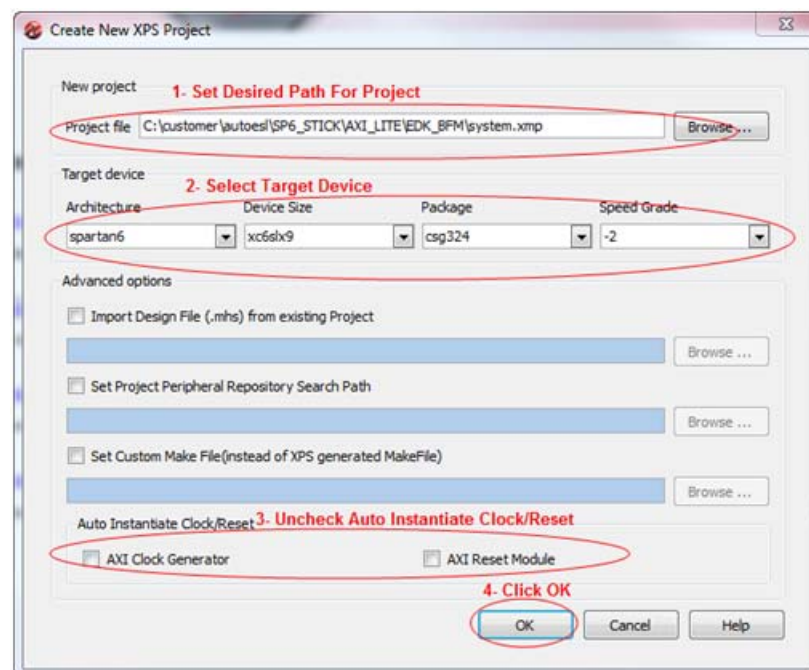 Create New XPS Project
New project
1- Set Desired Path For Project
Project file C:\customer\autoesl\SP6_STICK\AXI_LITE\EDK_BFM\system.xmp Browse ...
Target device
2- Select Target Device
Architecture Device Size Package Speed Grade
spartan6 xc6slx9 csg324 -2
Advanced options
Import Design File (.mhs) from existing Project
Browse ...
Set Project Peripheral Repository Search Path
Browse ...
Set Custom Make File(instead of XPS generated MakeFile)
Browse ...
Auto Instantiate Clock/Reset 3- Uncheck Auto Instantiate Clock/Reset
AXI Clock Generator AXI Reset Module
4- Click OK
OK Cancel Help